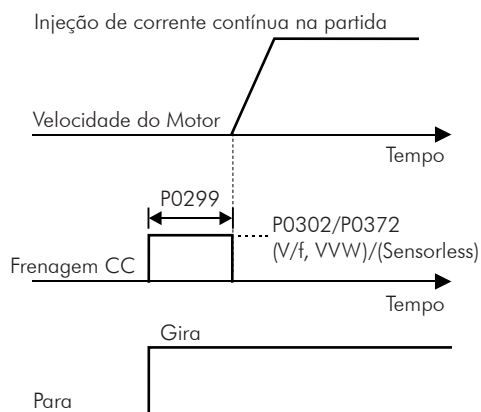 Injeção de corrente contínua na partida
Velocidade do Motor
Tempo
P0299
P0302/P0372
(V/f, VVW)/(Sensorless)
Frenagem CC
Tempo
Gira
Para